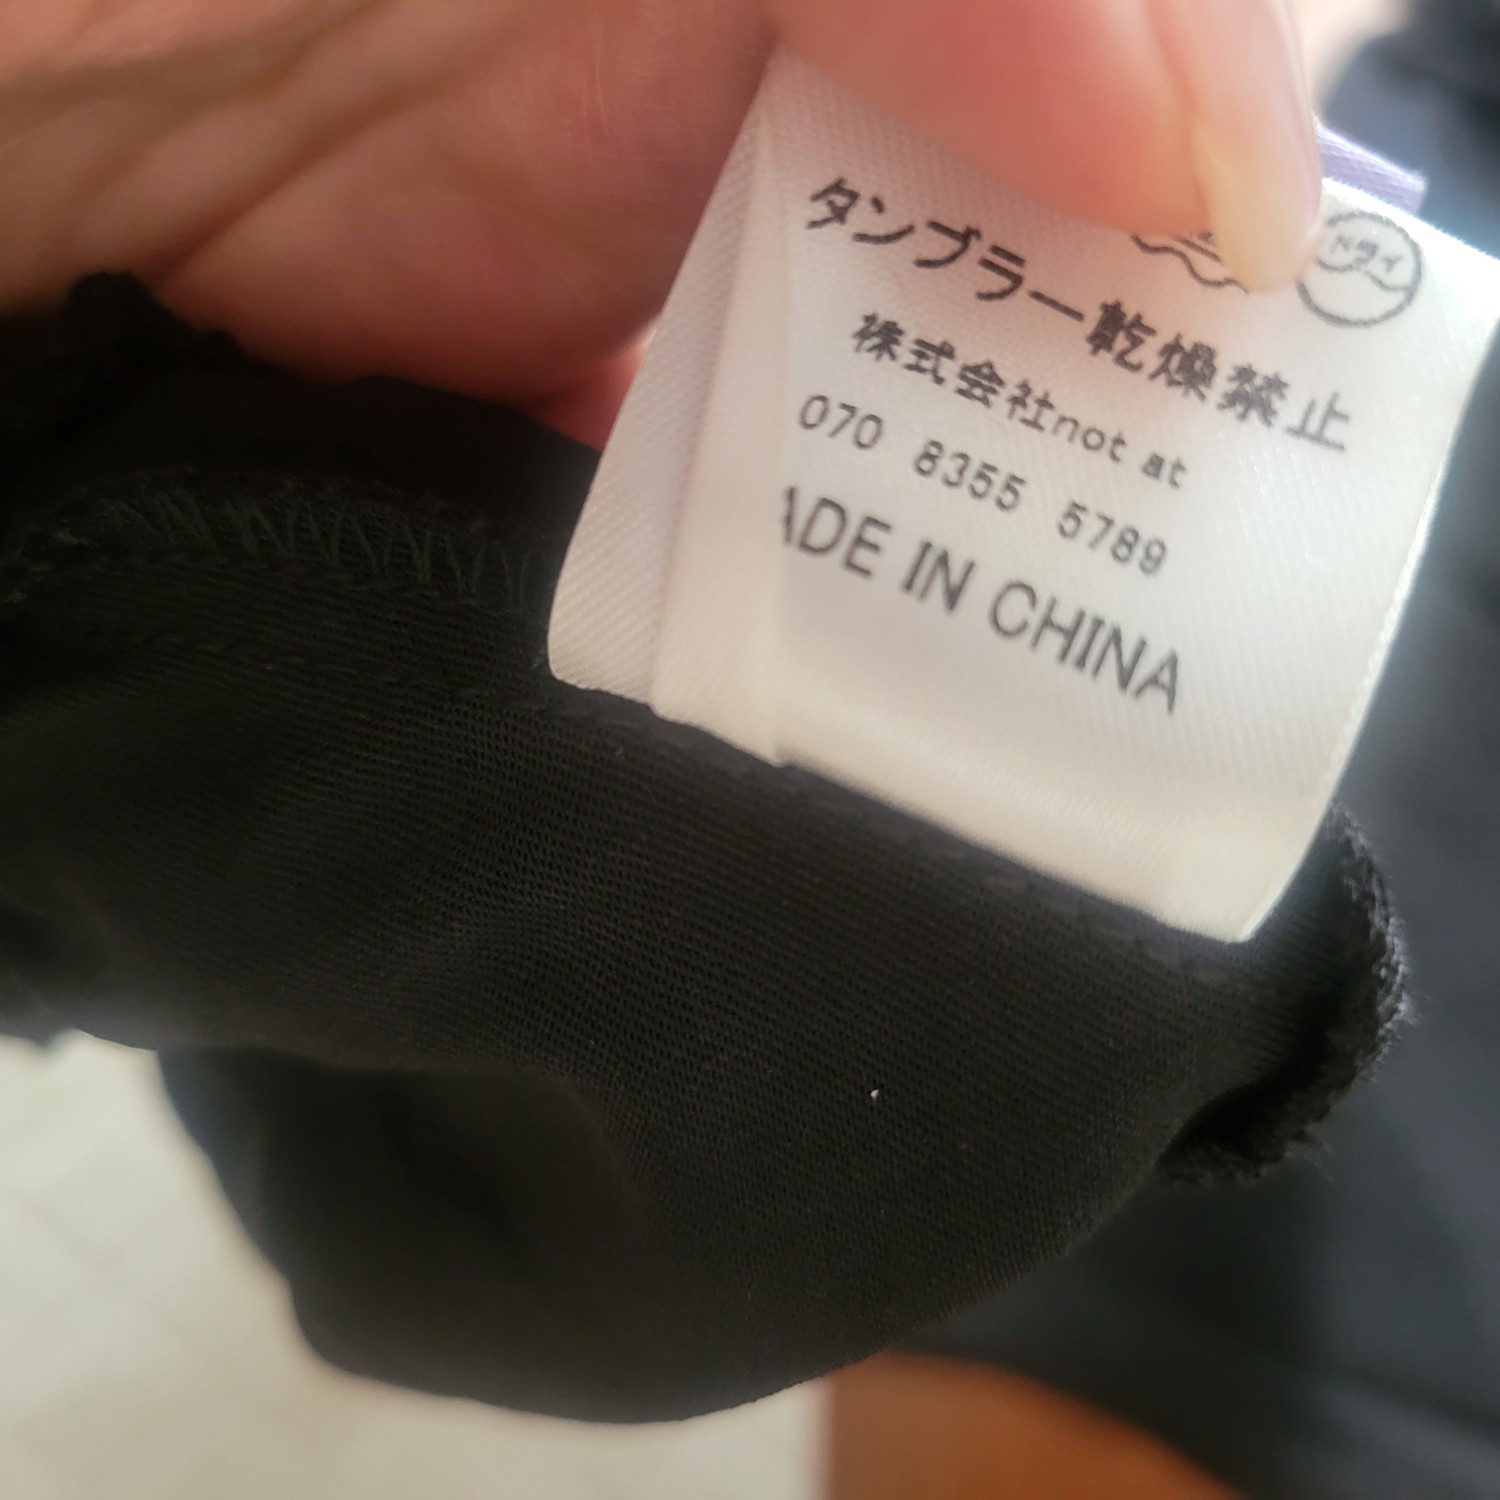 ドライ
タンブラー乾燥禁止
株式会社not at
070 8355 5789
ADE IN CHINA